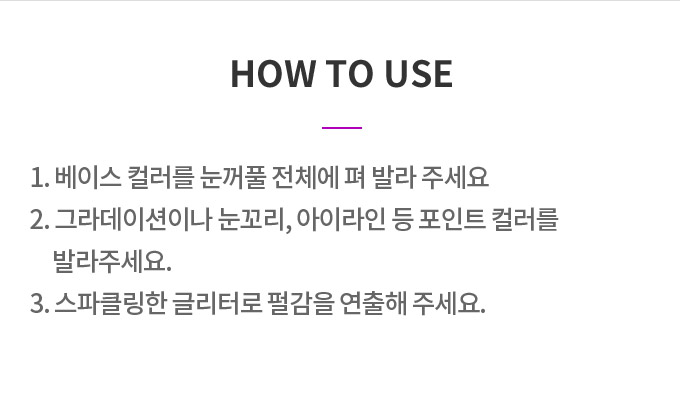 HOW TO USE
1. 베이스 컬러를 눈꺼풀 전체에 펴 발라 주세요
2. 그라데이션이나 눈꼬리, 아이라인 등 포인트 컬러를
발라주세요.
3. 스파클링한 글리터로 펄감을 연출해 주세요.